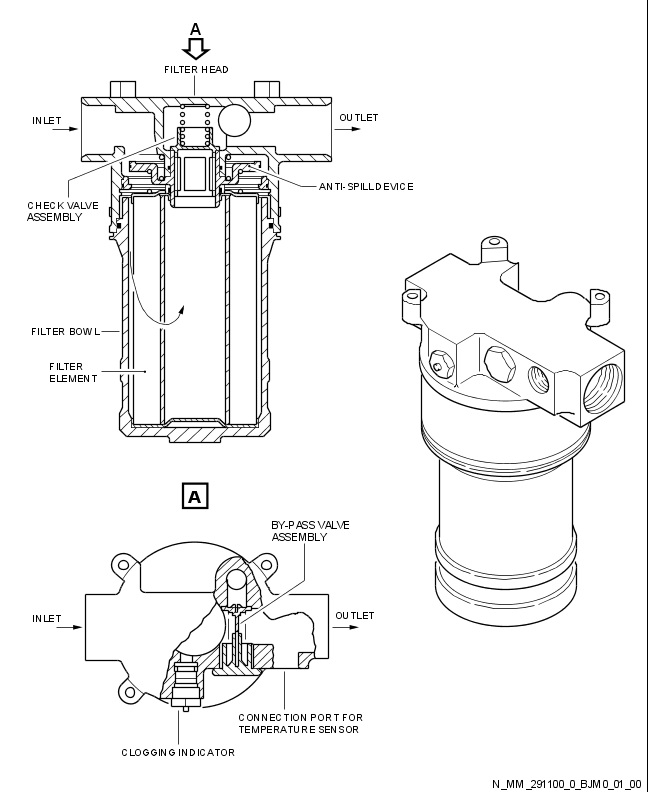 A
FILTER HEAD
INLET
OUTLET
ANTI-SPILL DEVICE
CHECK VALVE
ASSEMBLY
FILTER BOWL
FILTER
ELEMENT
A
BY-PASS VALVE
ASSEMBLY
INLET
OUTLET
CONNECTION PORT FOR
TEMPERATURE SENSOR
CLOGGING INDICATOR
N_MM_291100_0_BJM0_01_00